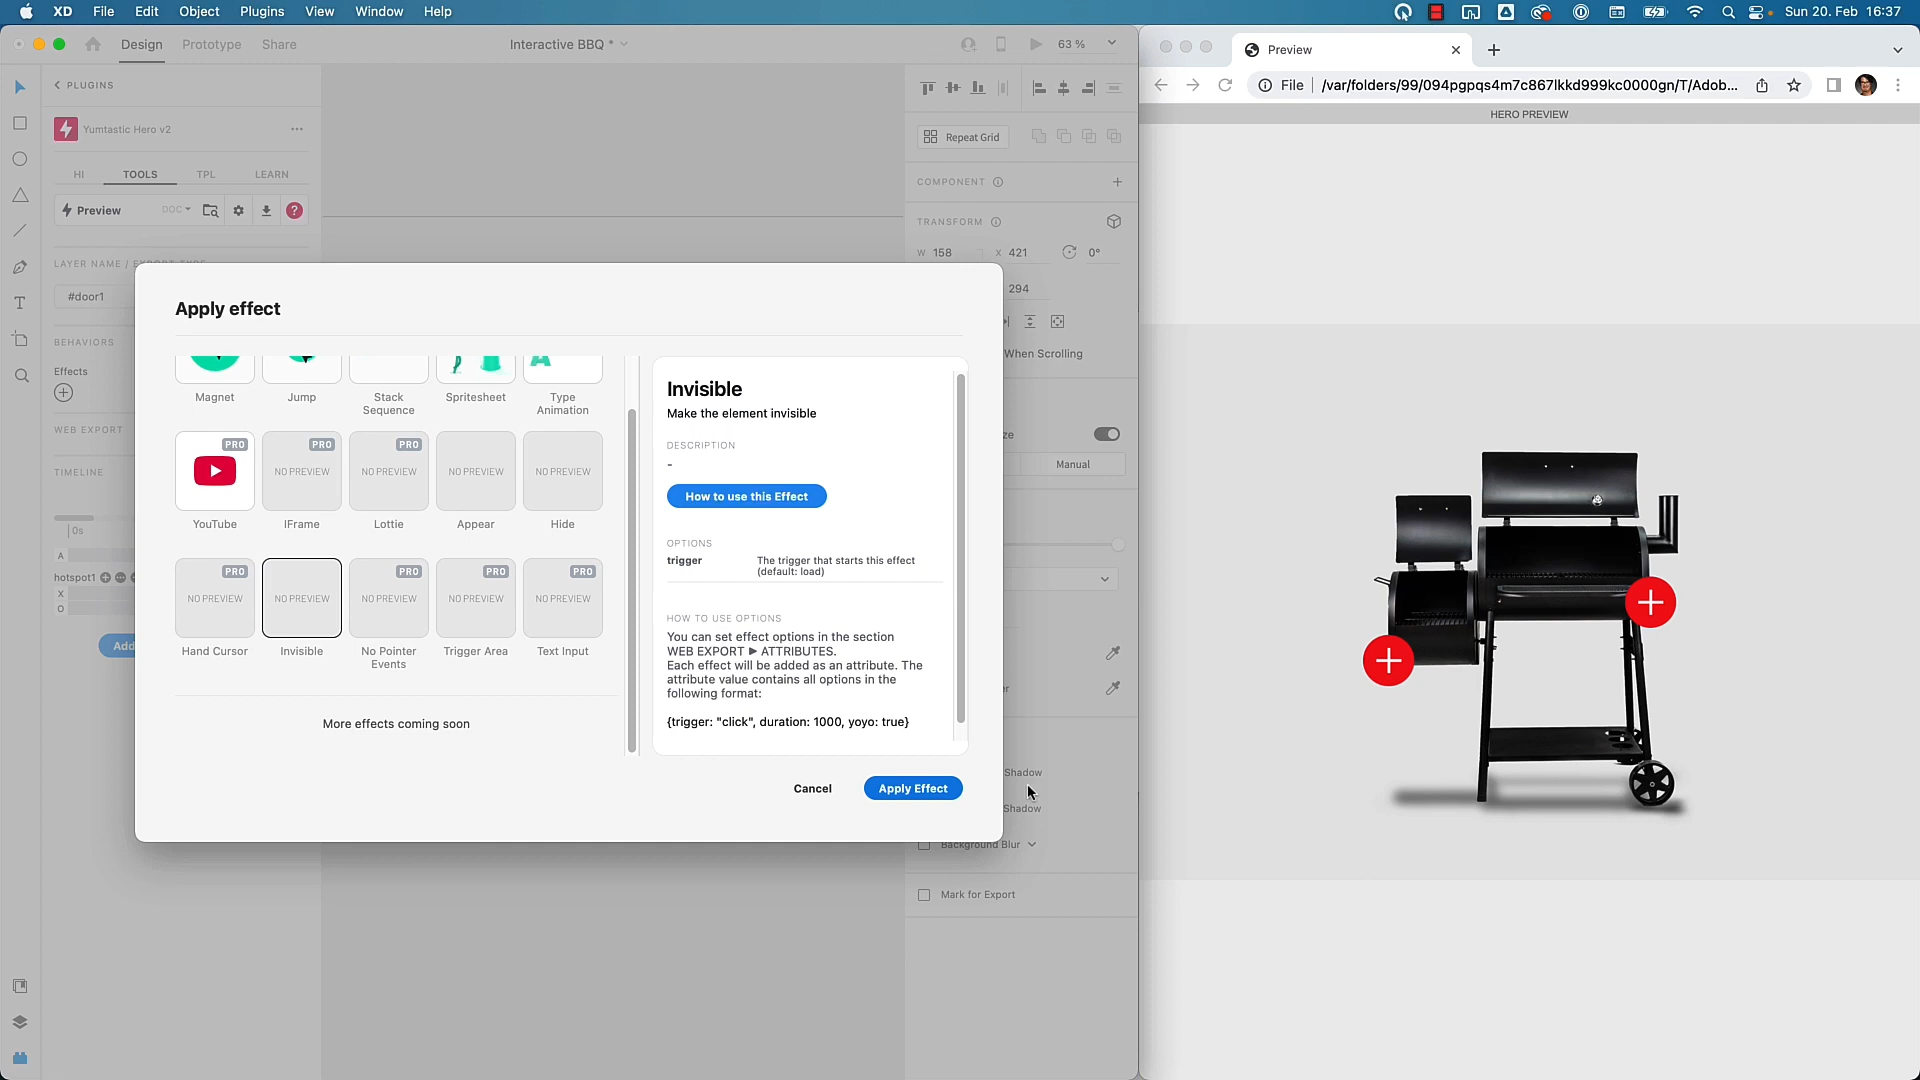 XD File Edit Object Plugins View Window Help
Sun 20. Feb 16:37
Design Prototype Share
Interactive BBQ *
63 %
PLUGINS
Yumtastic Hero v2
HI TOOLS TPL LEARN
Preview DOC ?
LAYER NAME / EXPORT TYPE
#door1
BEHAVIORS
Effects
WEB EXPORT
TIMELINE
0s
A
hotspot1
X
O
Add
Apply effect
Magnet Jump Stack Sequence Spritesheet Type Animation
PRO PRO PRO
NO PREVIEW NO PREVIEW NO PREVIEW NO PREVIEW
YouTube IFrame Lottie Appear Hide
PRO PRO PRO PRO
NO PREVIEW NO PREVIEW NO PREVIEW NO PREVIEW NO PREVIEW
Hand Cursor Invisible No Pointer Events Trigger Area Text Input
More effects coming soon
Invisible
Make the element invisible
DESCRIPTION
-
How to use this Effect
OPTIONS
trigger The trigger that starts this effect
(default: load)
HOW TO USE OPTIONS
You can set effect options in the section
WEB EXPORT ▶ ATTRIBUTES.
Each effect will be added as an attribute. The
attribute value contains all options in the
following format:
{trigger: "click", duration: 1000, yoyo: true}
Cancel Apply Effect
Repeat Grid
COMPONENT
TRANSFORM
W 158 X 421 0°
294
When Scrolling
ze
Manual
er
Shadow
Shadow
Background Blur
Mark for Export
Preview
File /var/folders/99/094pgpqs4m7c867lkkd999kc0000gn/T/Adob...
HERO PREVIEW